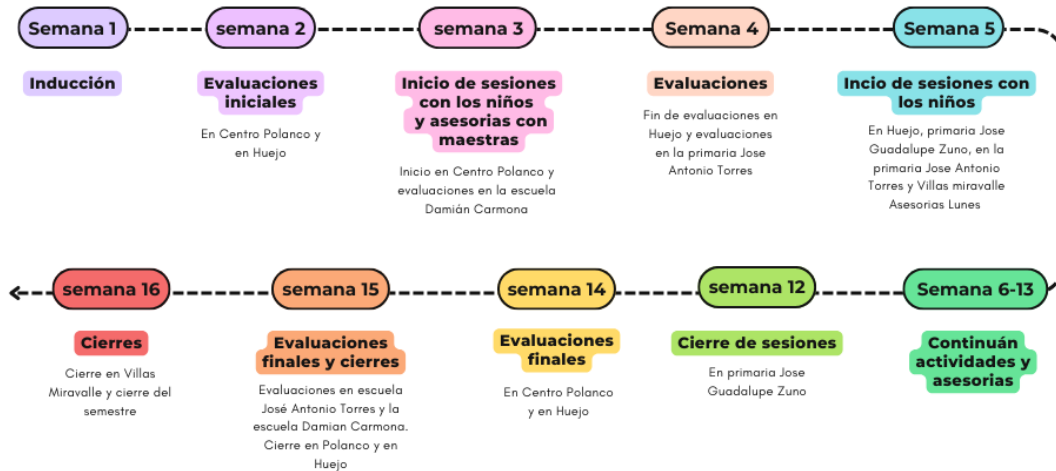 Semana 1
Inducción
semana 2
Evaluaciones
iniciales
En Centro Polanco y
en Huejo
semana 3
Inicio de sesiones
con los niños
y asesorias con
maestras
Inicio en Centro Polanco y
evaluaciones en la escuela
Damián Carmona
Semana 4
Evaluaciones
Fin de evaluaciones en
Huejo y evaluaciones
en la primaria Jose
Antonio Torres
Semana 5
Incio de sesiones con
los niños
En Huejo, primaria Jose
Guadalupe Zuno, en la
primaria Jose Antonio
Torres y Villas miravalle
Asesorias Lunes
Semana 6-13
Continuán
actividades y
asesorias
semana 12
Cierre de sesiones
En primaria Jose
Guadalupe Zuno
semana 14
Evaluaciones
finales
En Centro Polanco
y en Huejo
semana 15
Evaluaciones
finales y cierres
Evaluaciones en escuela
José Antonio Torres y la
escuela Damian Carmona.
Cierre en Polanco y en
Huejo
semana 16
Cierres
Cierre en Villas
Miravalle y cierre del
semestre